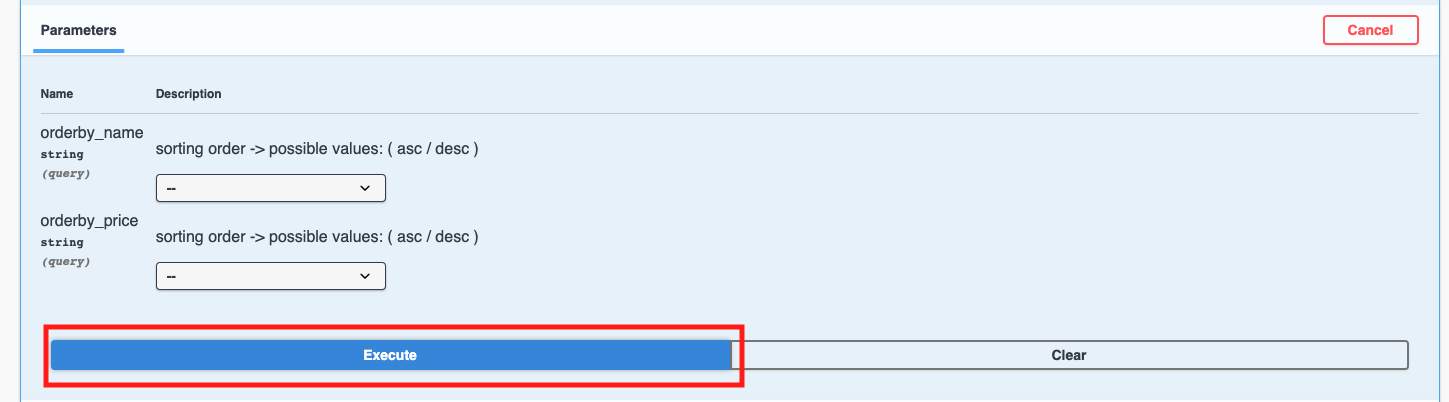 Parameters
Cancel
Name Description
orderby_name
string
(query)
sorting order -> possible values: ( asc / desc )
--
orderby_price
string
(query)
sorting order -> possible values: ( asc / desc )
--
Execute
Clear